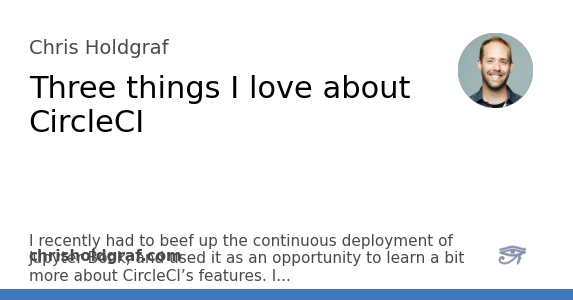 Chris Holdgraf
Three things I love about
CircleCI
I recently had to beef up the continuous deployment of
chrisholdgraf.com
Jupyter Book, and used it as an opportunity to learn a bit
more about CircleCI’s features. I...